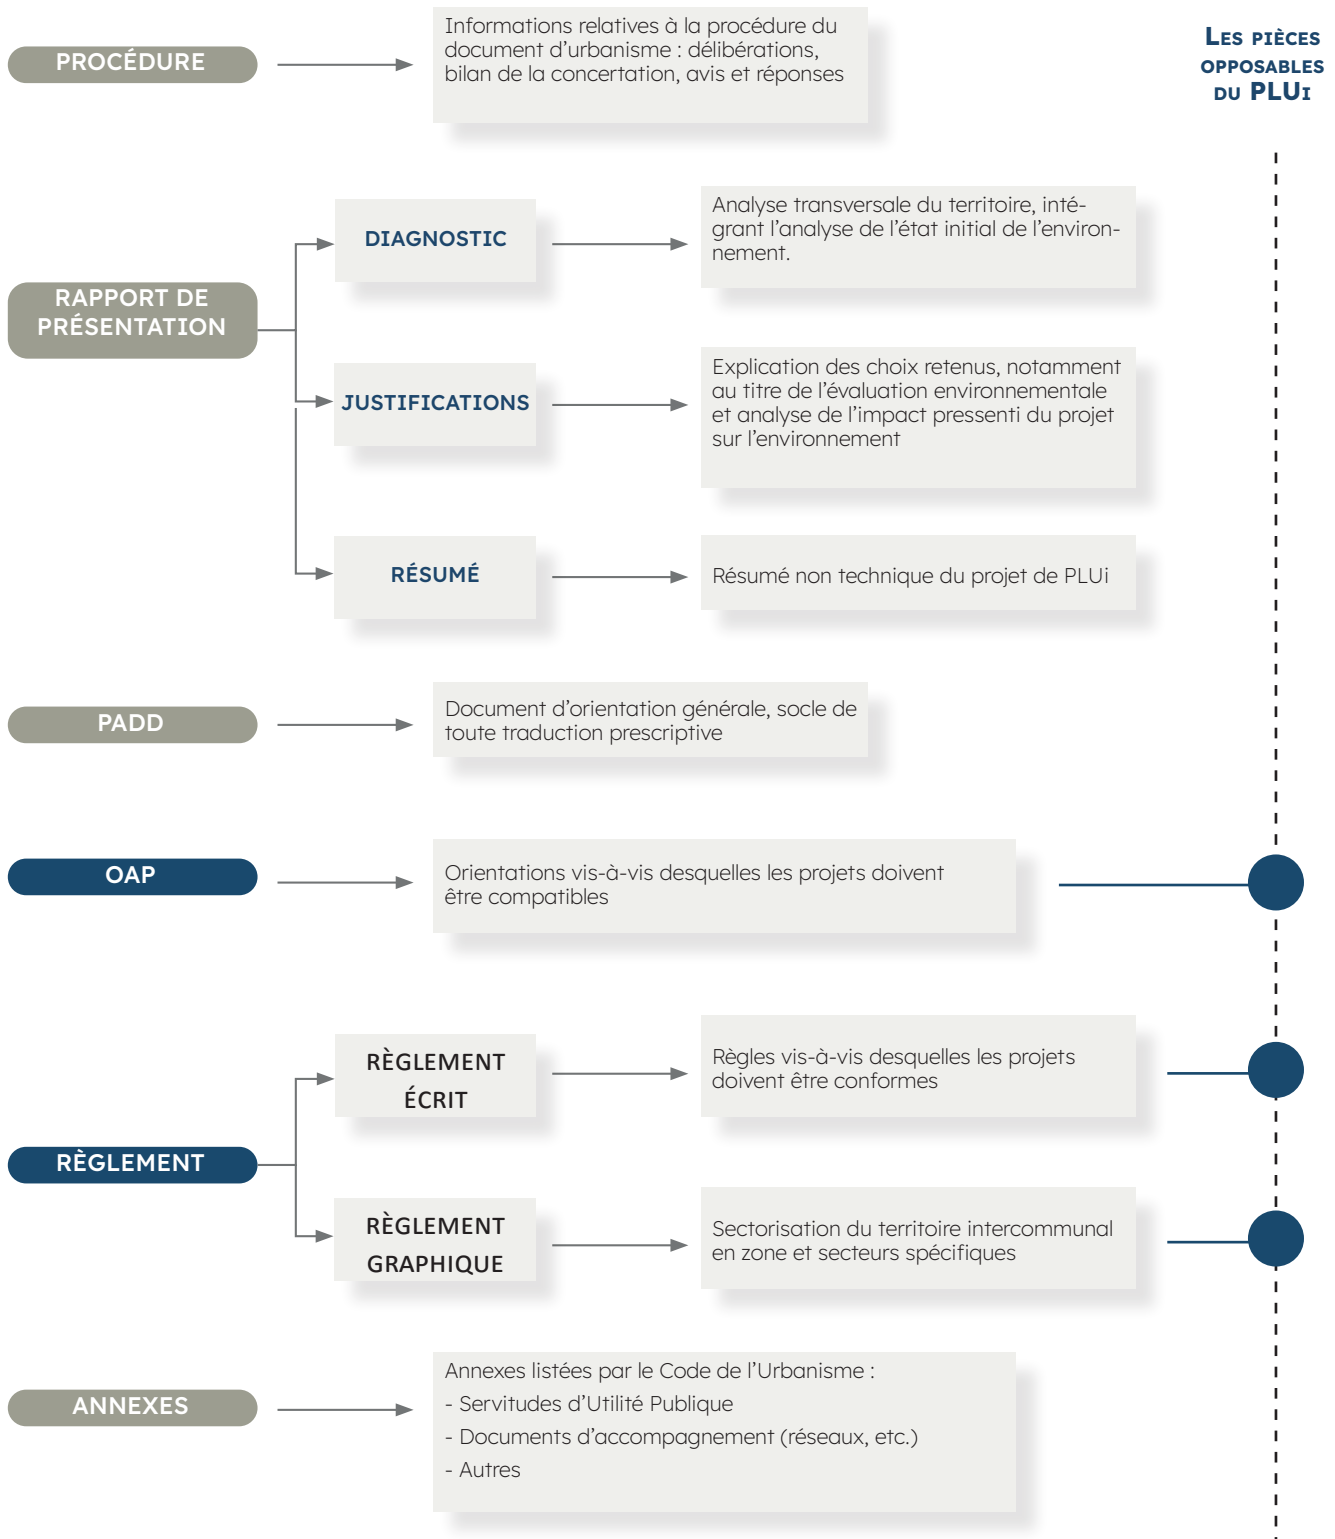 PROCÉDURE
Informations relatives à la procédure du
document d'urbanisme : délibérations,
bilan de la concertation, avis et réponses
LES PIÈCES
OPPOSABLES
DU PLUI
RAPPORT DE
PRÉSENTATION
DIAGNOSTIC
Analyse transversale du territoire, inté-
grant l'analyse de l'état initial de l'environ-
nement.
JUSTIFICATIONS
Explication des choix retenus, notamment
au titre de l'évaluation environnementale
et analyse de l'impact pressenti du projet
sur l'environnement
RÉSUMÉ
Résumé non technique du projet de PLUi
PADD
Document d'orientation générale, socle de
toute traduction prescriptive
OAP
Orientations vis-à-vis desquelles les projets doivent
être compatibles
RÈGLEMENT
RÈGLEMENT
ÉCRIT
Règles vis-à-vis desquelles les projets
doivent être conformes
RÈGLEMENT
GRAPHIQUE
Sectorisation du territoire intercommunal
en zone et secteurs spécifiques
ANNEXES
Annexes listées par le Code de l'Urbanisme :
- Servitudes d'Utilité Publique
- Documents d'accompagnement (réseaux, etc.)
- Autres